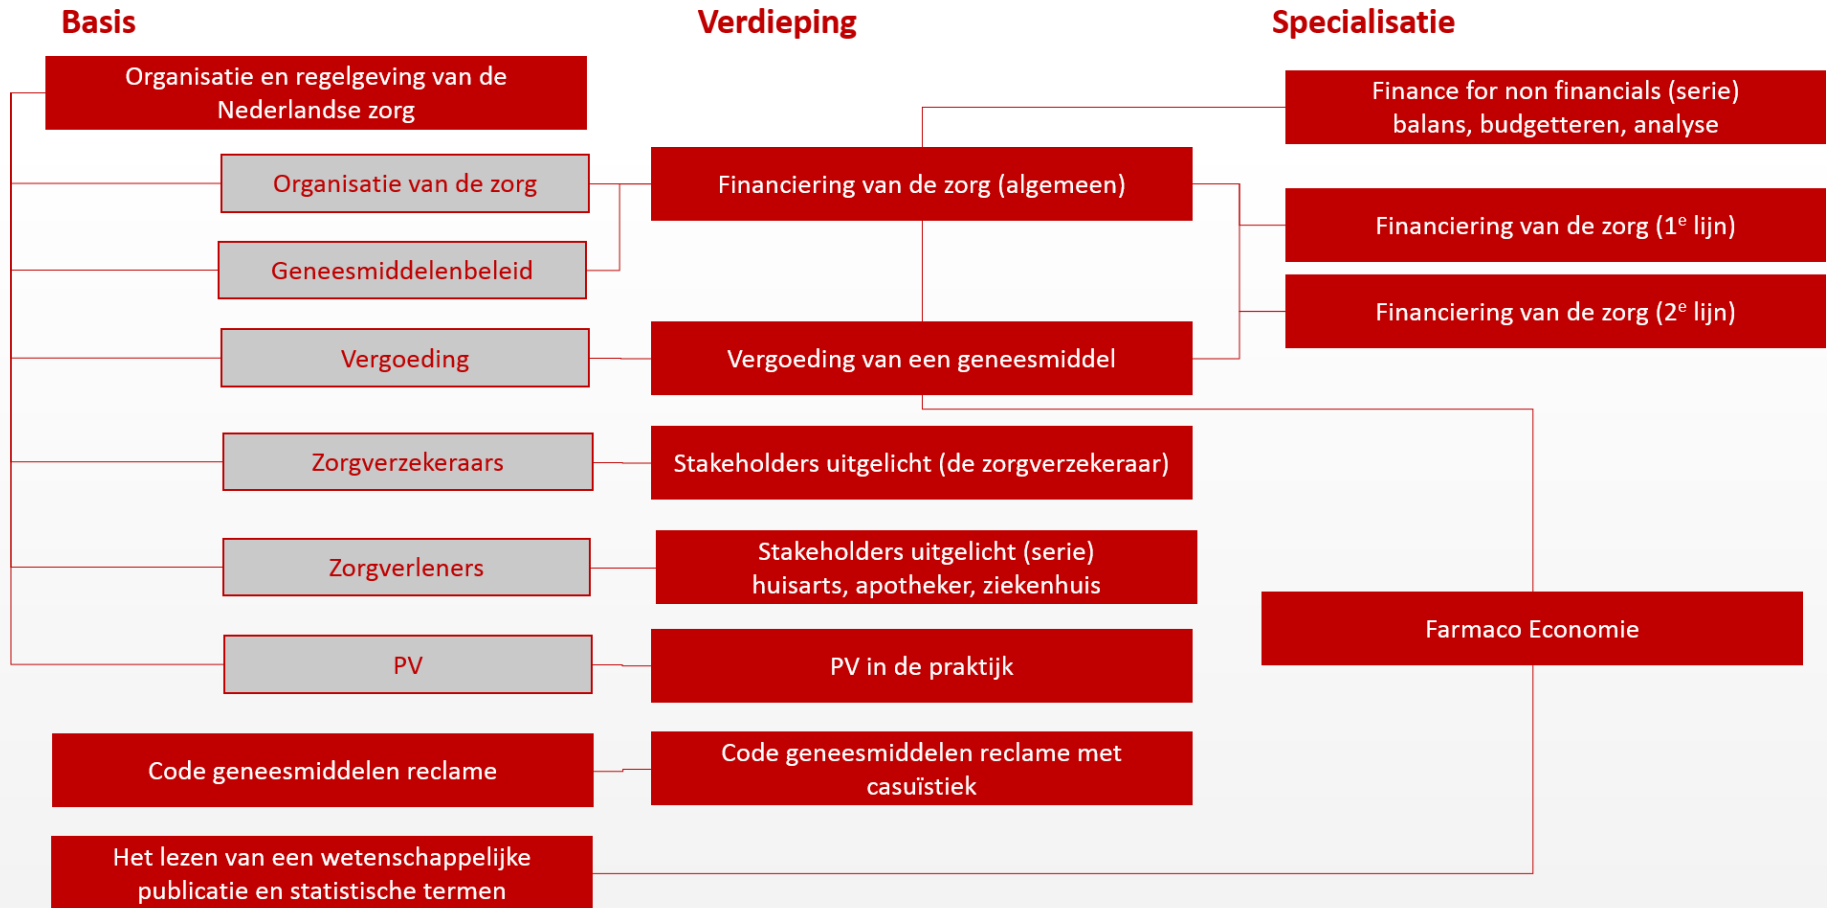 Basis
Verdieping
Specialisatie
Organisatie en regelgeving van de
Nederlandse zorg
Organisatie van de zorg
Geneesmiddelenbeleid
Vergoeding
Zorgverzekeraars
Zorgverleners
PV
Code geneesmiddelen reclame
Het lezen van een wetenschappelijke
publicatie en statistische termen
Financiering van de zorg (algemeen)
Vergoeding van een geneesmiddel
Stakeholders uitgelicht (de zorgverzekeraar)
Stakeholders uitgelicht (serie)
huisarts, apotheker, ziekenhuis
PV in de praktijk
Code geneesmiddelen reclame met
casuïstiek
Finance for non financials (serie)
balans, budgetteren, analyse
Financiering van de zorg (1e lijn)
Financiering van de zorg (2e lijn)
Farmaco Economie